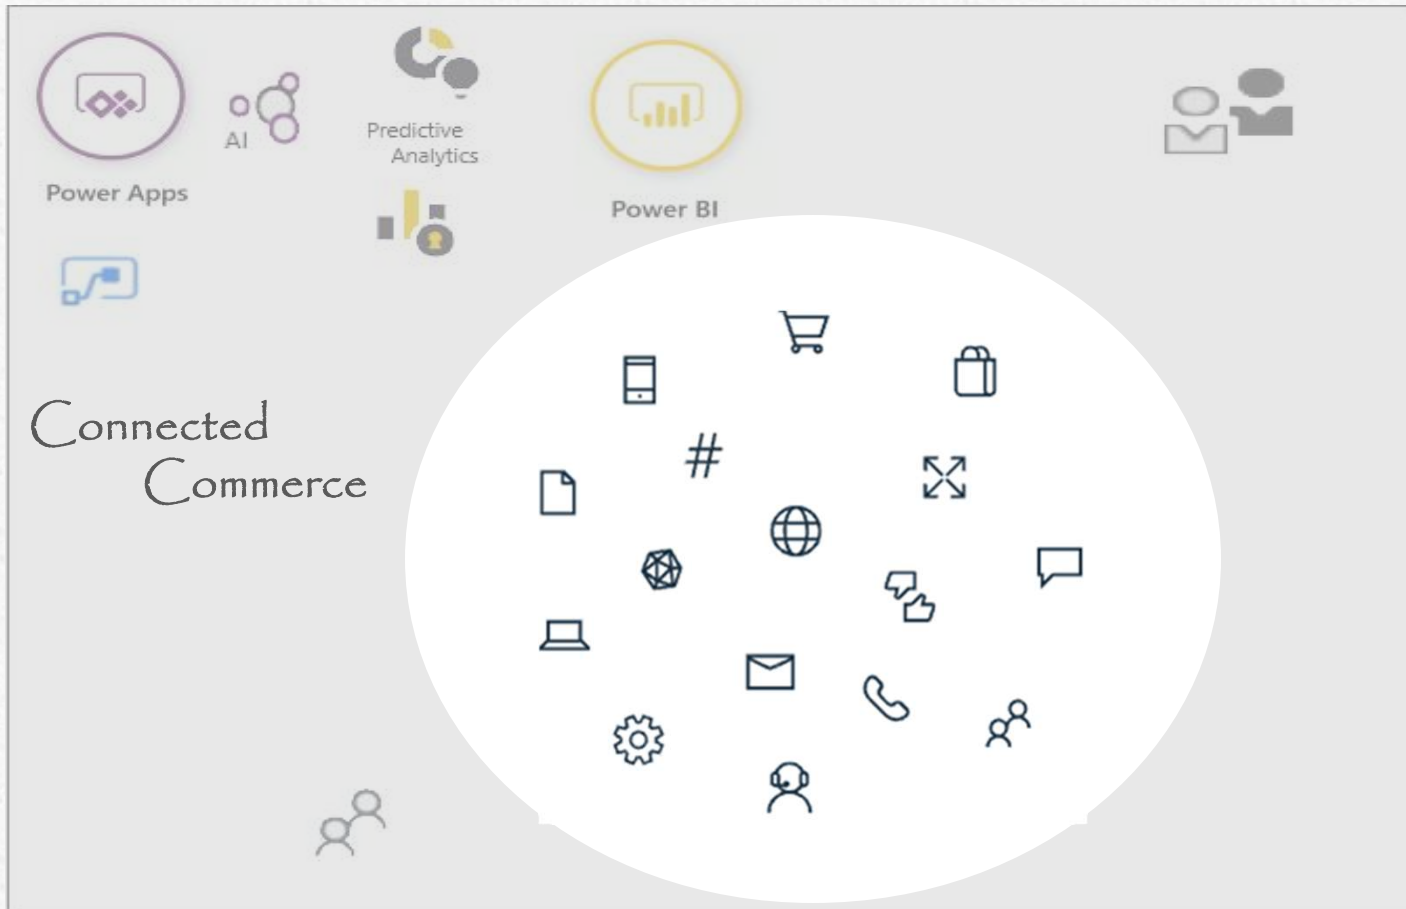 Power Apps
AI
Predictive
Analytics
Power BI
Connected
Commerce
#